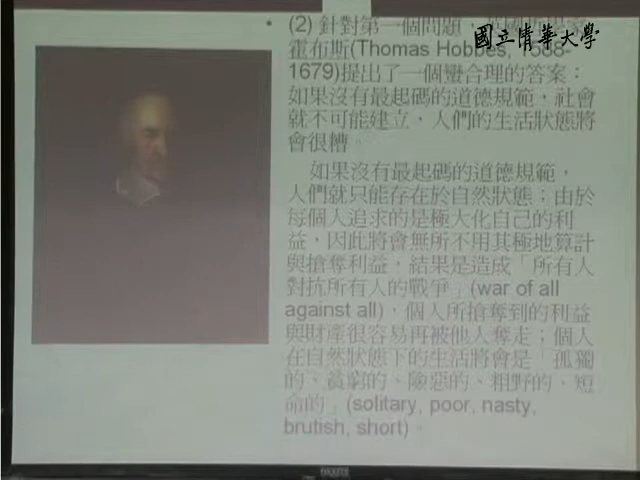 國立清華大學
(2) 針對第一個問題，英國哲學家
霍布斯(Thomas Hobbes, 1588-
1679)提出了一個蠻合理的答案：
如果沒有最起碼的道德規範，社會
就不可能建立，人們的生活狀態將
會很糟。
如果沒有最起碼的道德規範，
人們就只能存在於自然狀態；由於
每個人追求的是極大化自己的利
益，因此將會無所不用其極地算計
與搶奪利益，結果是造成「所有人
對抗所有人的戰爭」(war of all
against all)，個人所搶奪到的利益
與財產很容易再被他人奪走；個人
在自然狀態下的生活將會是「孤獨
的、貧窮的、險惡的、粗野的、短
命的」(solitary, poor, nasty,
brutish, short)。